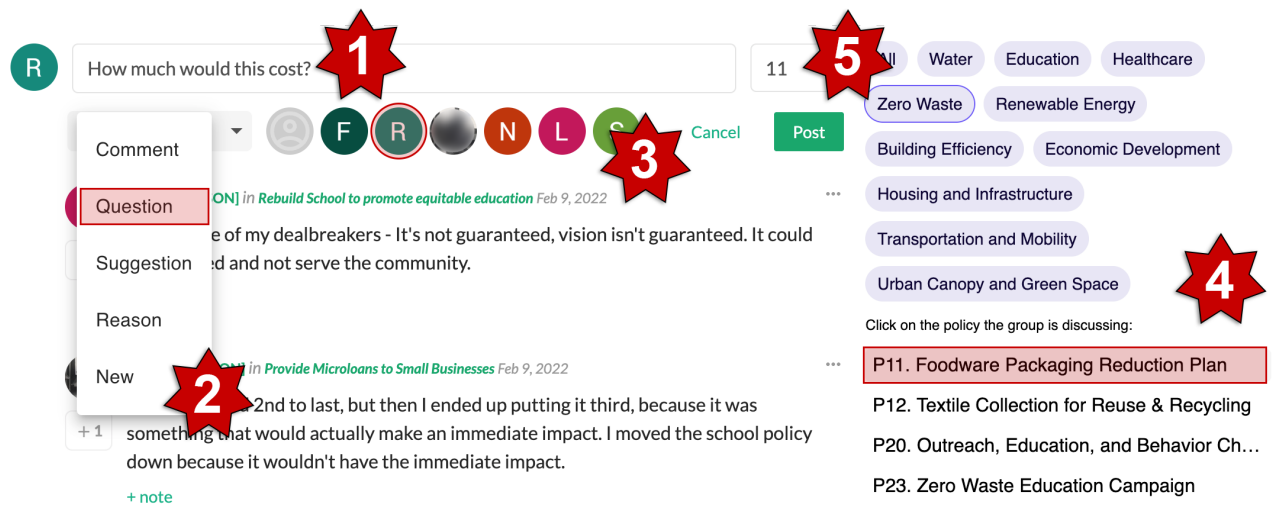 R
How much would this cost?
1
11
5
All
Water
Education
Healthcare
Zero Waste
Renewable Energy
Building Efficiency
Economic Development
Housing and Infrastructure
Transportation and Mobility
Urban Canopy and Green Space
F
R
N
L
S
3
Cancel
Post
Comment
Question
Suggestion
Reason
New
2
ON] in Rebuild School to promote equitable education Feb 9, 2022
...
e of my dealbreakers - It's not guaranteed, vision isn't guaranteed. It could
ed and not serve the community.
ON] in Provide Microloans to Small Businesses Feb 9, 2022
...
2nd to last, but then I ended up putting it third, because it was
+ 1
something that would actually make an immediate impact. I moved the school policy
down because it wouldn't have the immediate impact.
+ note
4
Click on the policy the group is discussing:
P11. Foodware Packaging Reduction Plan
P12. Textile Collection for Reuse & Recycling
P20. Outreach, Education, and Behavior Ch...
P23. Zero Waste Education Campaign